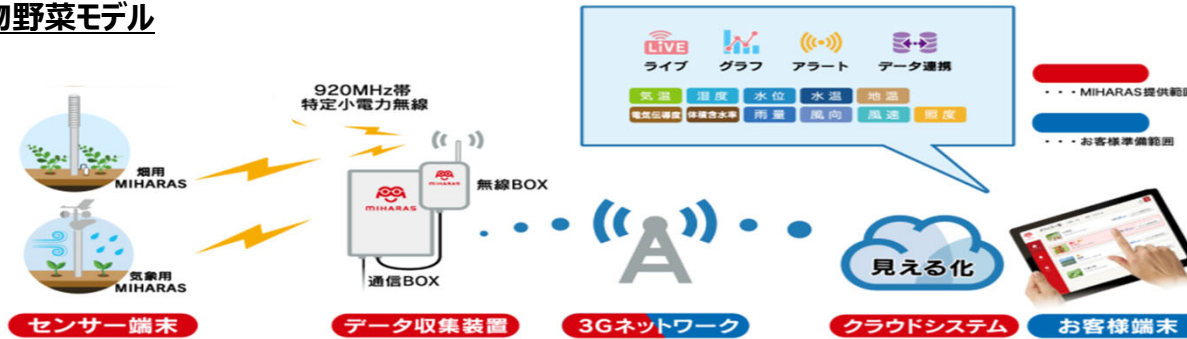 物野菜モデル
LIVE
ライブ
グラフ
アラート
データ連携
気温
湿度
水位
水温
地温
電気伝導度
体積含水率
雨量
風向
風速
照度
・・・MIHARAS提供範囲
・・・お客様準備範囲
920MHz帯
特定小電力無線
畑用
MIHARAS
気象用
MIHARAS
MIHARAS
MIHARAS
無線BOX
通信BOX
見える化
センサー端末
データ収集装置
3Gネットワーク
クラウドシステム
お客様端末